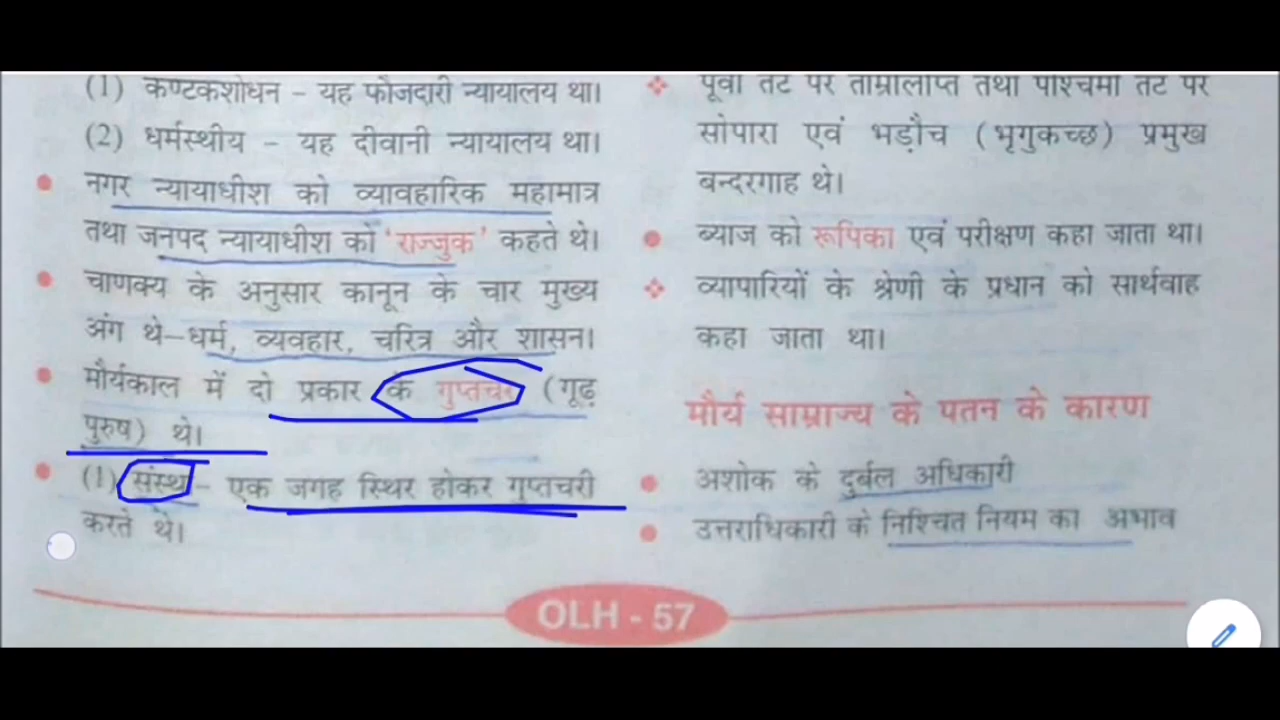 (1) कण्टकशोधन – यह फौजदारी न्यायालय था।
(2) धर्मस्थीय – यह दीवानी न्यायालय था।
नगर न्यायाधीश को व्यावहारिक महामात्र
तथा जनपद न्यायाधीश को 'राज्जुक' कहते थे।
चाणक्य के अनुसार कानून के चार मुख्य
अंग थे–धर्म, व्यवहार, चरित्र और शासन।
मौर्यकाल में दो प्रकार के गुप्तचर (गूढ़
पुरुष) थे।
(1) संस्था – एक जगह स्थिर होकर गुप्तचरी
करते थे।
पूर्वी तट पर ताम्रलिप्ति तथा पश्चिमी तट पर
सोपारा एवं भड़ौच (भृगुकच्छ) प्रमुख
बन्दरगाह थे।
ब्याज को रूपिका एवं परीक्षण कहा जाता था।
व्यापारियों के श्रेणी के प्रधान को सार्थवाह
कहा जाता था।
मौर्य साम्राज्य के पतन के कारण
अशोक के दुर्बल अधिकारी
उत्तराधिकारी के निश्चित नियम का अभाव
OLH - 57